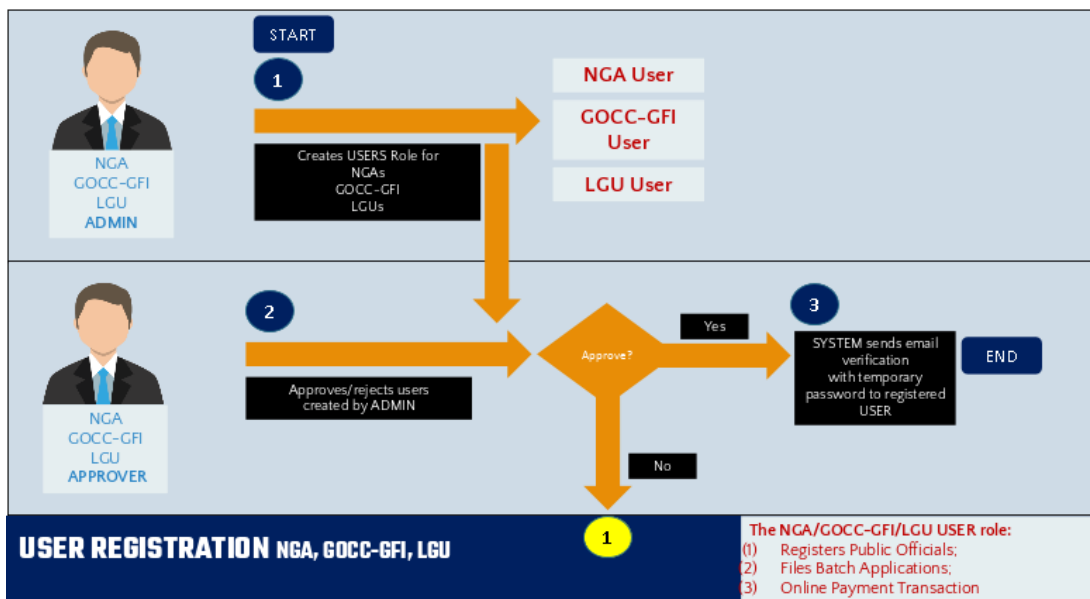 START
1
NGA
GOCC-GFI
LGU
ADMIN
Creates USERS Role for
NGAs
GOCC-GFI
LGUs
NGA User
GOCC-GFI
User
LGU User
2
NGA
GOCC-GFI
LGU
APPROVER
Approves/rejects users
created by ADMIN
Approve?
Yes
No
3
SYSTEM sends email
verification
with temporary
password to registered
USER
END
1
USER REGISTRATION NGA, GOCC-GFI, LGU
The NGA/GOCC-GFI/LGU USER role:
(1) Registers Public Officials;
(2) Files Batch Applications;
(3) Online Payment Transaction